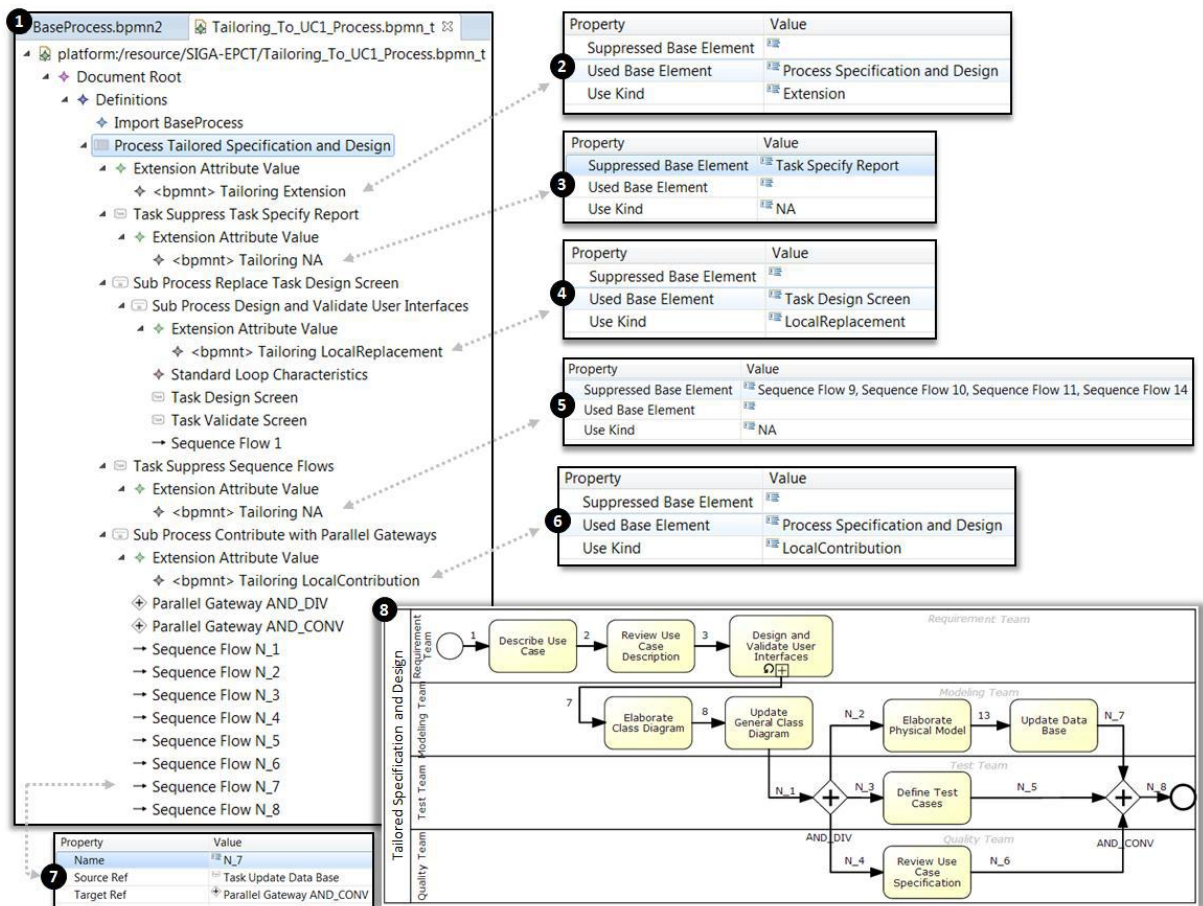 1
BaseProcess.bpmn2
Tailoring_To_UC1_Process.bpmn_t
platform:/resource/SIGA-EPCT/Tailoring_To_UC1_Process.bpmn_t
Document Root
Definitions
Import BaseProcess
Process Tailored Specification and Design
Extension Attribute Value
<bpmnt> Tailoring Extension
Task Suppress Task Specify Report
Extension Attribute Value
<bpmnt> Tailoring NA
Sub Process Replace Task Design Screen
Sub Process Design and Validate User Interfaces
Extension Attribute Value
<bpmnt> Tailoring LocalReplacement
Standard Loop Characteristics
Task Design Screen
Task Validate Screen
Sequence Flow 1
Task Suppress Sequence Flows
Extension Attribute Value
<bpmnt> Tailoring NA
Sub Process Contribute with Parallel Gateways
Extension Attribute Value
<bpmnt> Tailoring LocalContribution
Parallel Gateway AND_DIV
Parallel Gateway AND_CONV
Sequence Flow N_1
Sequence Flow N_2
Sequence Flow N_3
Sequence Flow N_4
Sequence Flow N_5
Sequence Flow N_6
Sequence Flow N_7
Sequence Flow N_8
2
Property Value
Suppressed Base Element
Used Base Element Process Specification and Design
Use Kind Extension
3
Property Value
Suppressed Base Element Task Specify Report
Used Base Element
Use Kind NA
4
Property Value
Suppressed Base Element
Used Base Element Task Design Screen
Use Kind LocalReplacement
5
Property Value
Suppressed Base Element Sequence Flow 9, Sequence Flow 10, Sequence Flow 11, Sequence Flow 14
Used Base Element
Use Kind NA
6
Property Value
Suppressed Base Element
Used Base Element Process Specification and Design
Use Kind LocalContribution
7
Property Value
Name N_7
Source Ref Task Update Data Base
Target Ref Parallel Gateway AND_CONV
8
Tailored Specification and Design
Requirement
Team
Requirement Team
1
Describe Use
Case
2
Review Use
Case
Description
3
Design and
Validate User
Interfaces
Modeling Team
Modeling Team
7
Elaborate
Class Diagram
8
Update
General Class
Diagram
N_2
Elaborate
Physical Model
13
Update Data
Base
N_7
Test Team
Test Team
N_1
N_3
Define Test
Cases
N_5
N_8
AND_DIV
AND_CONV
Quality Team
Quality Team
N_4
Review Use
Case
Specification
N_6